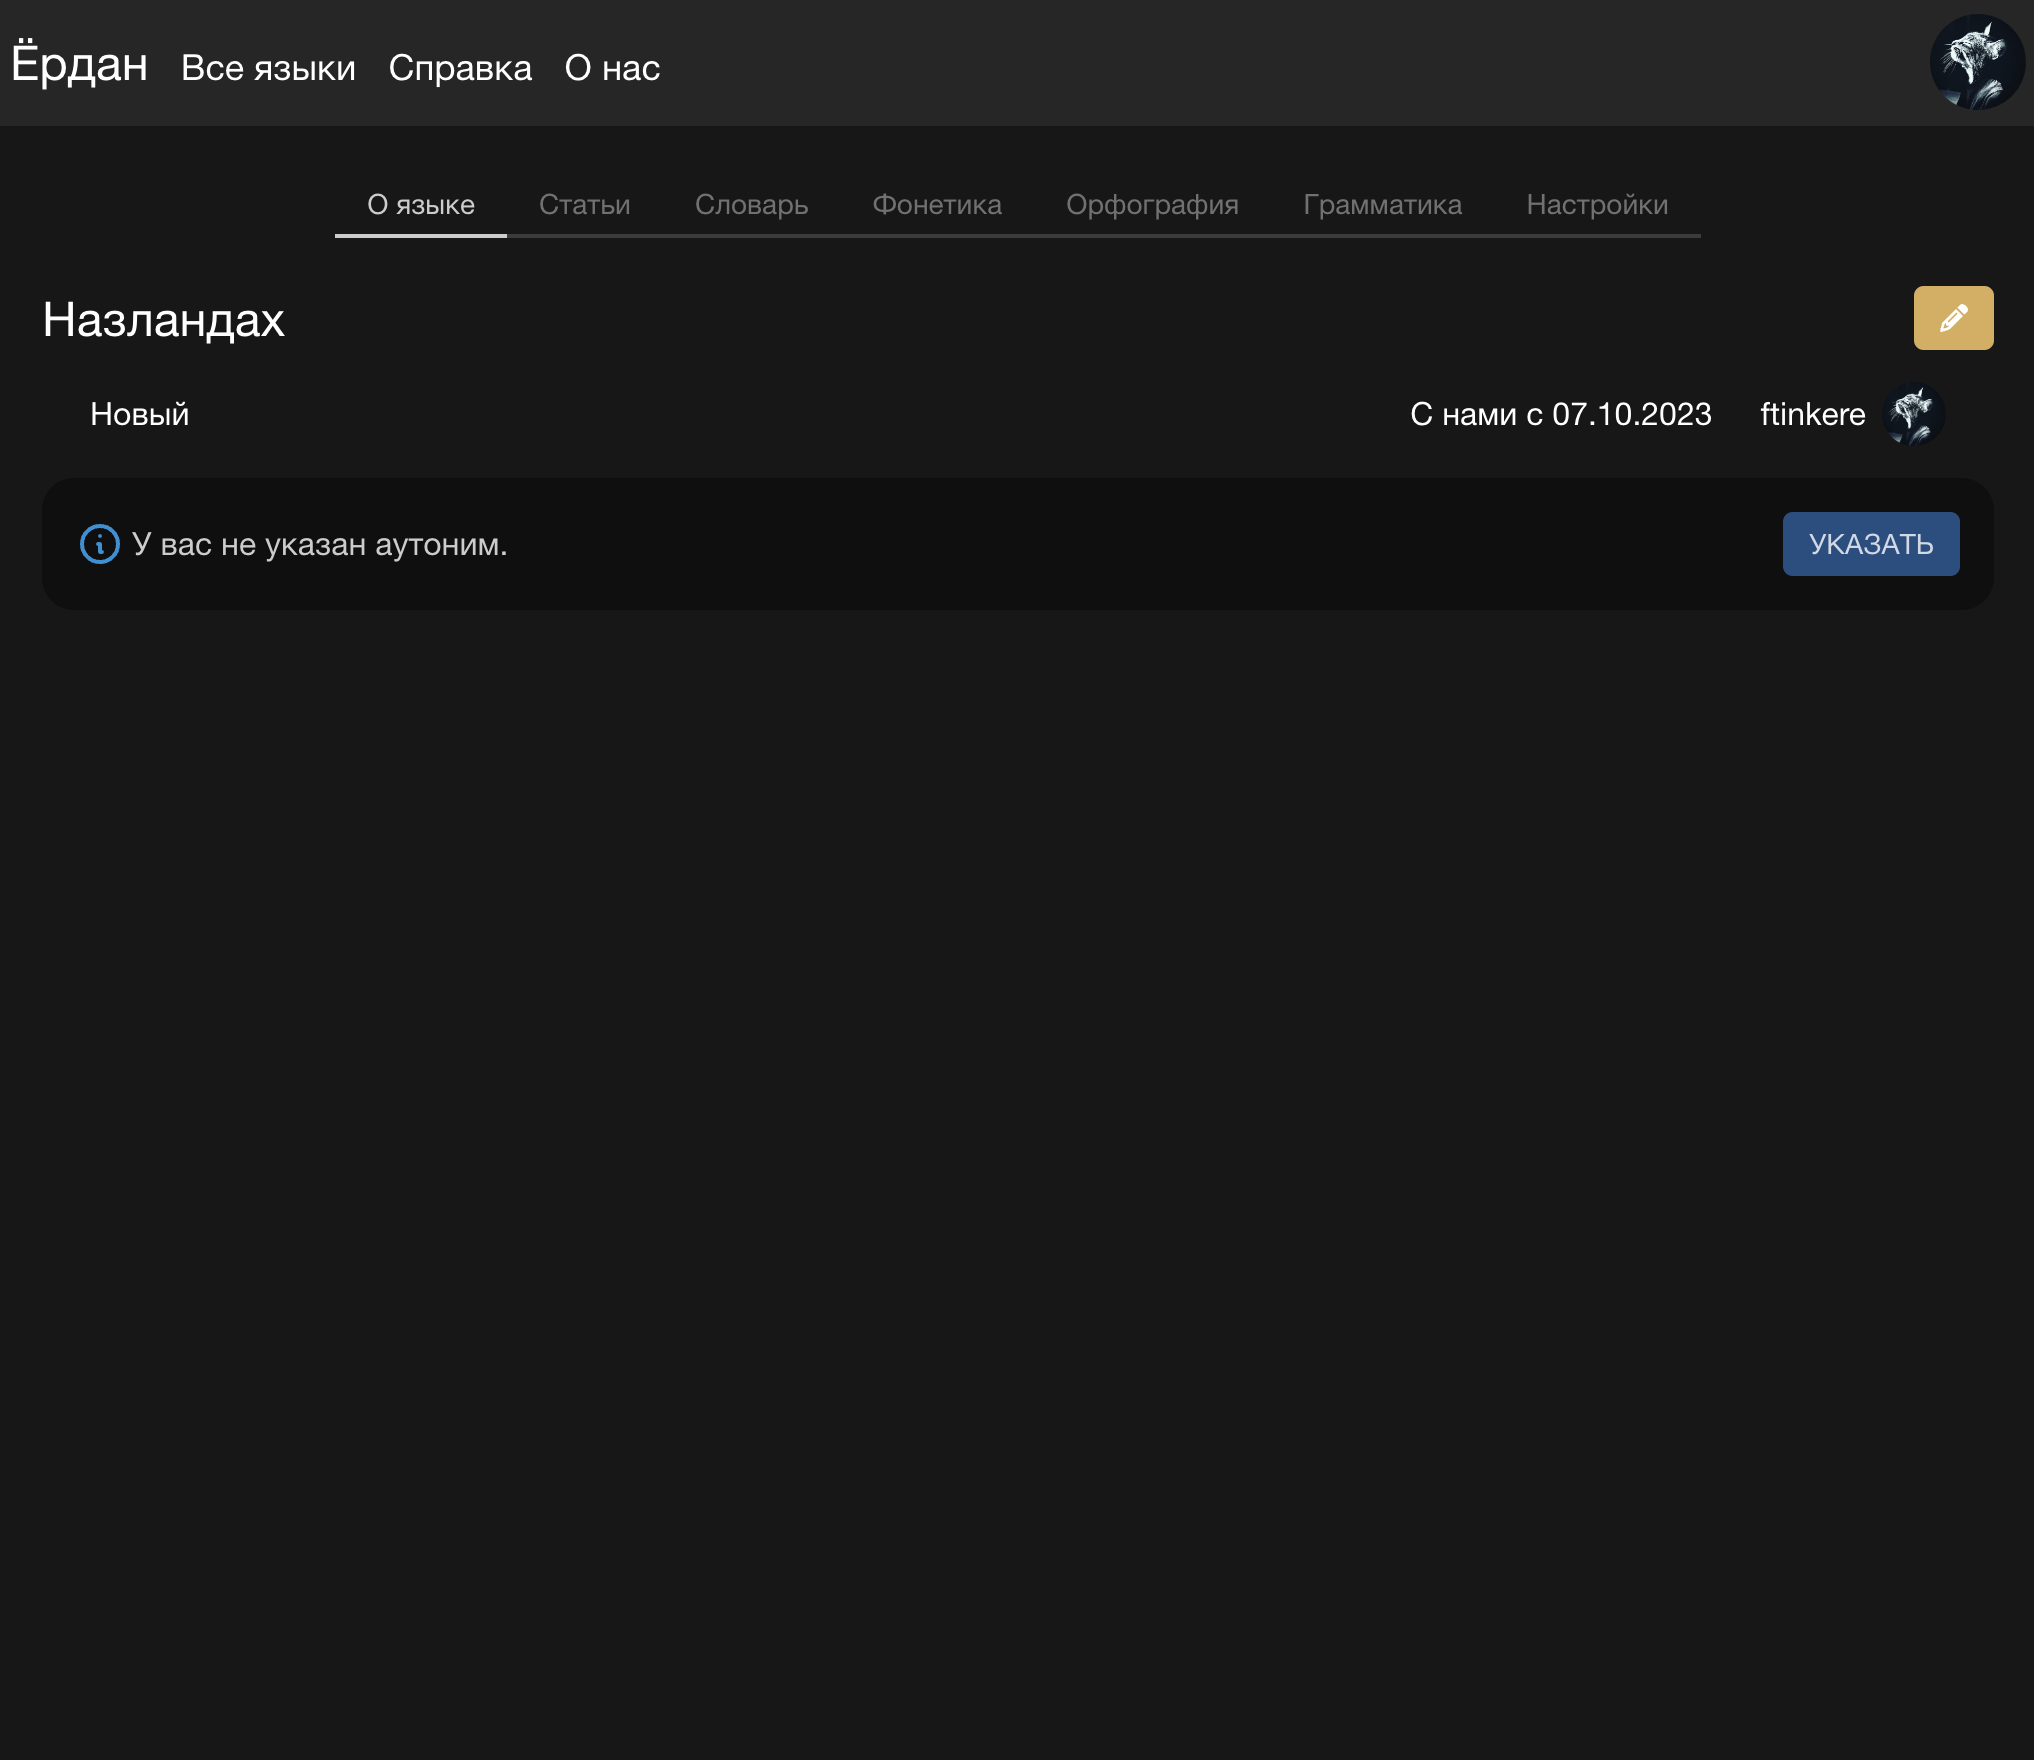 Ёрдан Все языки Справка О нас
О языке Статьи Словарь Фонетика Орфография Грамматика Настройки
Назландах
Новый С нами с 07.10.2023 ftinkere
У вас не указан аутоним. УКАЗАТЬ